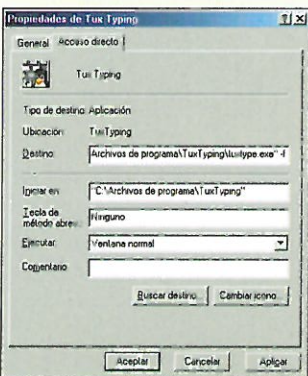 Propiedades de Tux Typing
General Acceso directo
Tux Typing
Tipo de destino: Aplicación
Ubicación: TuxTyping
Destino: Archivos de programa\TuxTyping\tuxtype.exe" -l
Iniciar en: "C:\Archivos de programa\TuxTyping"
Tecla de
método abrev.: Ninguno
Ejecutar: Ventana normal
Comentario:
Buscar destino... Cambiar icono...
Aceptar Cancelar Aplicar